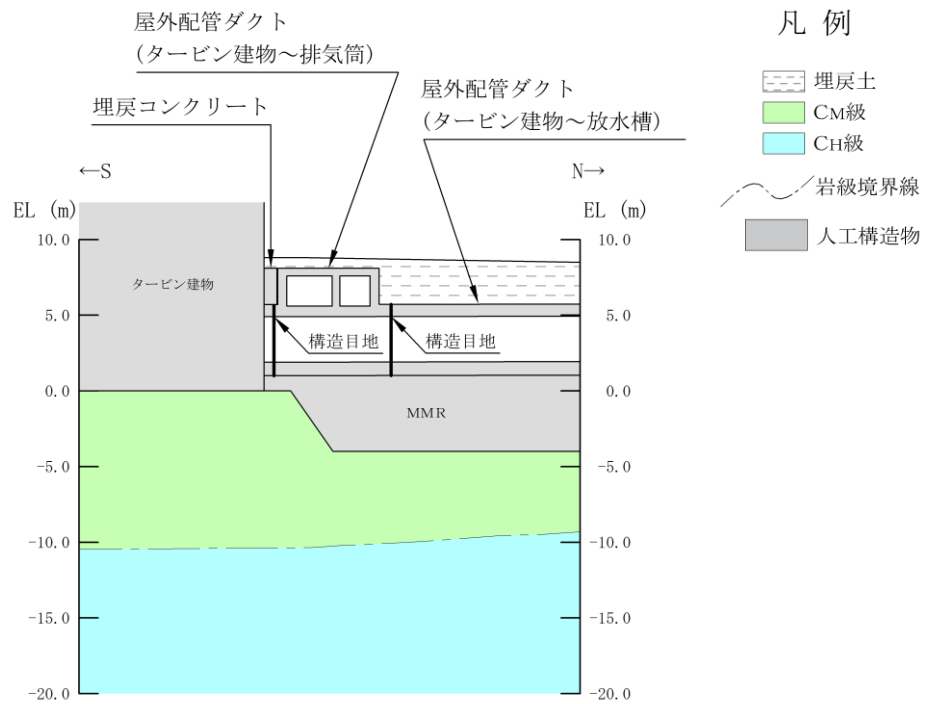 屋外配管ダクト
(タービン建物～排気筒)
埋戻コンクリート
屋外配管ダクト
(タービン建物～放水槽)
凡 例
埋戻土
CM級
CH級
岩級境界線
人工構造物
←S
N→
EL (m)
EL (m)
10.0
5.0
0.0
-5.0
-10.0
-15.0
-20.0
タービン建物
構造目地
構造目地
MMR
10.0
5.0
0.0
-5.0
-10.0
-15.0
-20.0